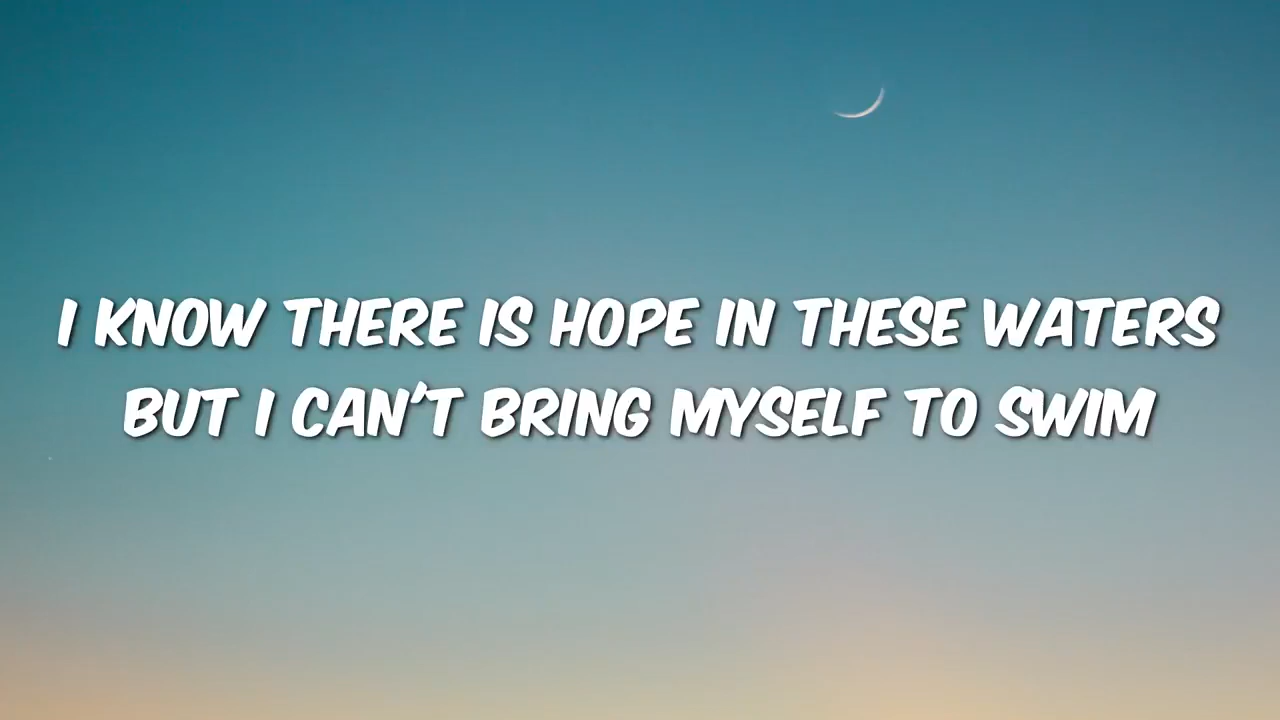 I KNOW THERE IS HOPE IN THESE WATERS
BUT I CAN'T BRING MYSELF TO SWIM